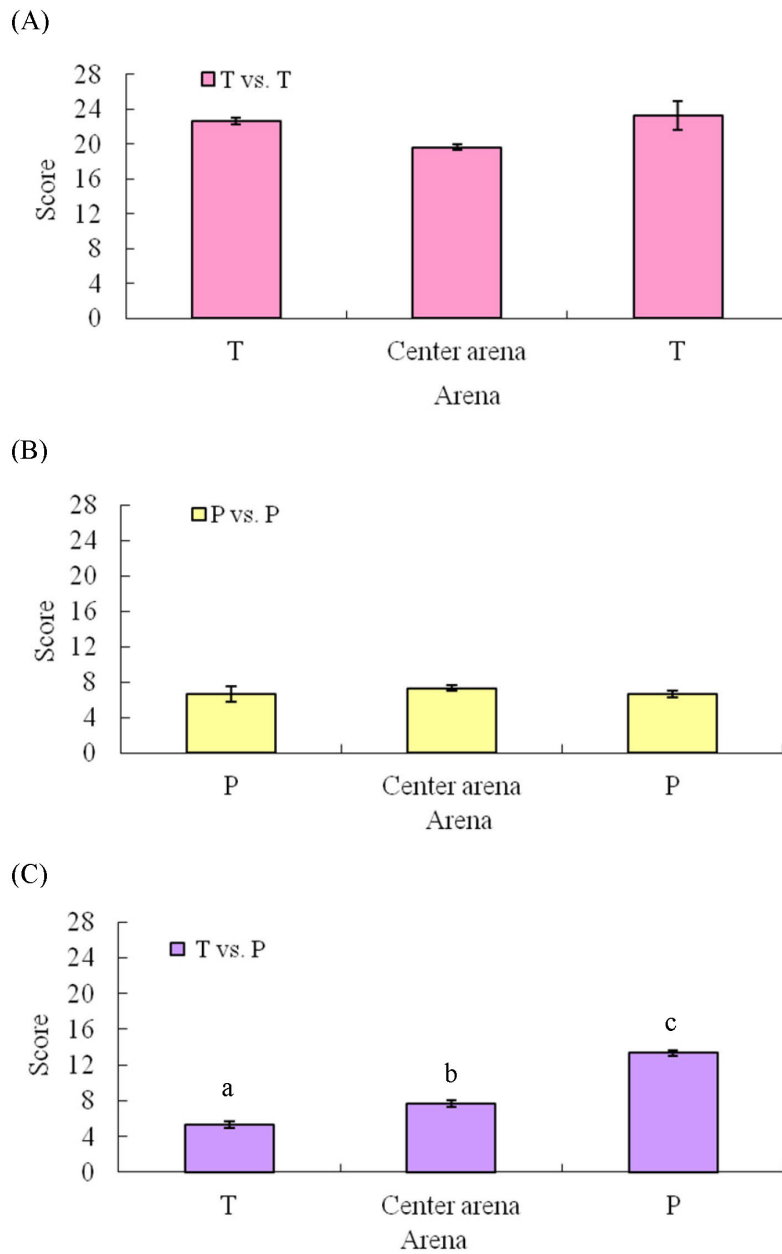 (A)
T vs. T
28
24
20
16
12
8
4
0
Score
T Center arena T
Arena
(B)
P vs. P
28
24
20
16
12
8
4
0
Score
P Center arena P
Arena
(C)
T vs. P
28
24
20
16
12
8
4
0
Score
a b c
T Center arena P
Arena